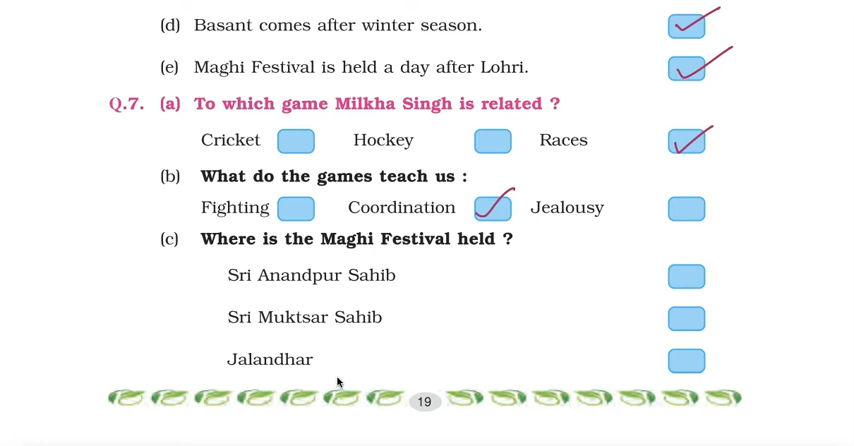 (d) Basant comes after winter season.
(e) Maghi Festival is held a day after Lohri.
Q.7. (a) To which game Milkha Singh is related ?
Cricket Hockey Races
(b) What do the games teach us :
Fighting Coordination Jealousy
(c) Where is the Maghi Festival held ?
Sri Anandpur Sahib
Sri Muktsar Sahib
Jalandhar
19